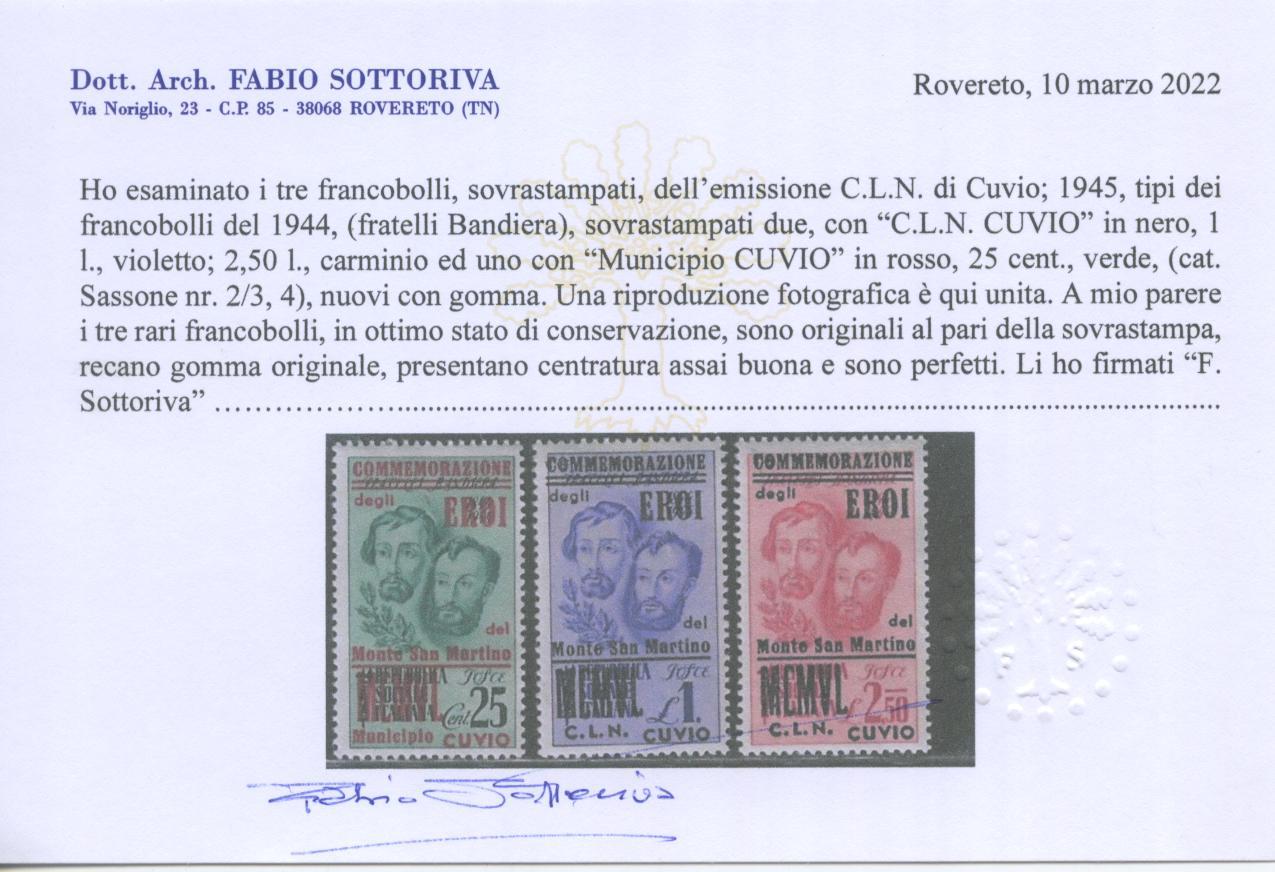 Dott. Arch. FABIO SOTTORIVA
Via Noriglio, 23 - C.P. 85 - 38068 ROVERETO (TN)
Rovereto, 10 marzo 2022
Ho esaminato i tre francobolli, sovrastampati, dell’emissione C.L.N. di Cuvio; 1945, tipi dei
francobolli del 1944, (fratelli Bandiera), sovrastampati due, con “C.L.N. CUVIO” in nero, 1
l., violetto; 2,50 l., carminio ed uno con “Municipio CUVIO” in rosso, 25 cent., verde, (cat.
Sassone nr. 2/3, 4), nuovi con gomma. Una riproduzione fotografica è qui unita. A mio parere
i tre rari francobolli, in ottimo stato di conservazione, sono originali al pari della sovrastampa,
recano gomma originale, presentano centratura assai buona e sono perfetti. Li ho firmati “F.
Sottoriva” ........................................................................................................................
COMMEMORAZIONE
degli EROI
del
Monte San Martino
Cent. 25
Municipio CUVIO
COMMEMORAZIONE
degli EROI
del
Monte San Martino
MCMVL £ 1.
C.L.N. CUVIO
COMMEMORAZIONE
degli EROI
del
Monte San Martino
MCMVL £ 2,50
C.L.N. CUVIO
F S
Fabio Sottoriva